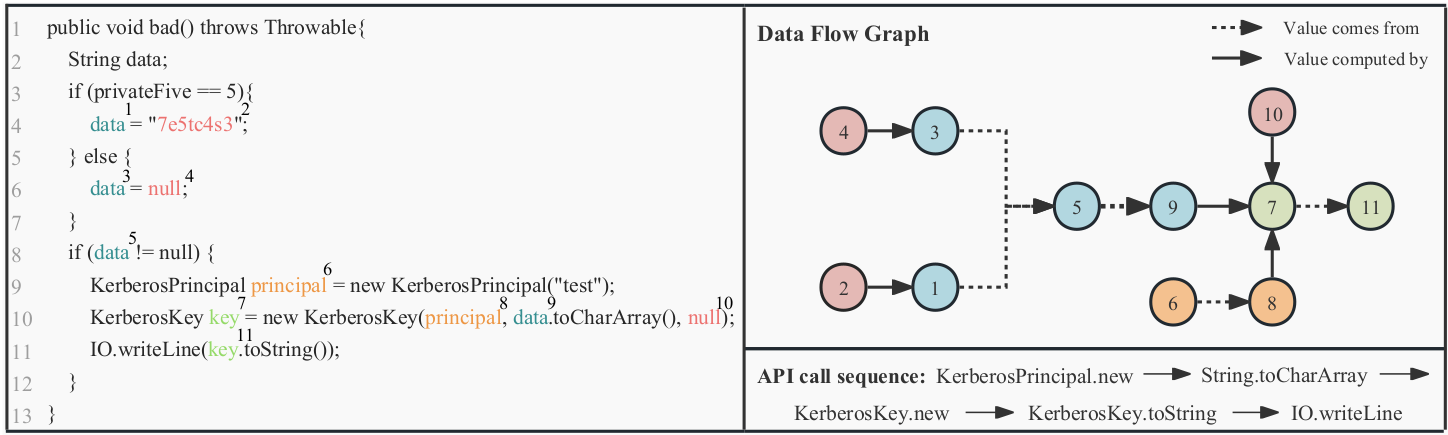 1 public void bad() throws Throwable{
2 String data;
3 if (privateFive == 5){
1 2
4 data = "7e5tc4s3";
5 } else {
3 4
6 data = null;
7 }
5
8 if (data != null) {
6
9 KerberosPrincipal principal = new KerberosPrincipal("test");
7 8 9 10
10 KerberosKey key = new KerberosKey(principal, data.toCharArray(), null);
11
11 IO.writeLine(key.toString());
12 }
13 }
Data Flow Graph
Value comes from
Value computed by
10
4 3
5 9 7 11
2 1 6 8
API call sequence: KerberosPrincipal.new String.toCharArray
KerberosKey.new KerberosKey.toString IO.writeLine